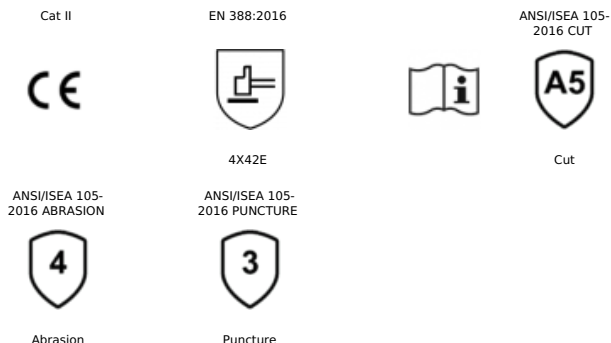 Cat II
EN 388:2016
ANSI/ISEA 105-
2016 CUT
CE
i
A5
4X42E
Cut
ANSI/ISEA 105-
2016 ABRASION
ANSI/ISEA 105-
2016 PUNCTURE
4
3
Abrasion
Puncture